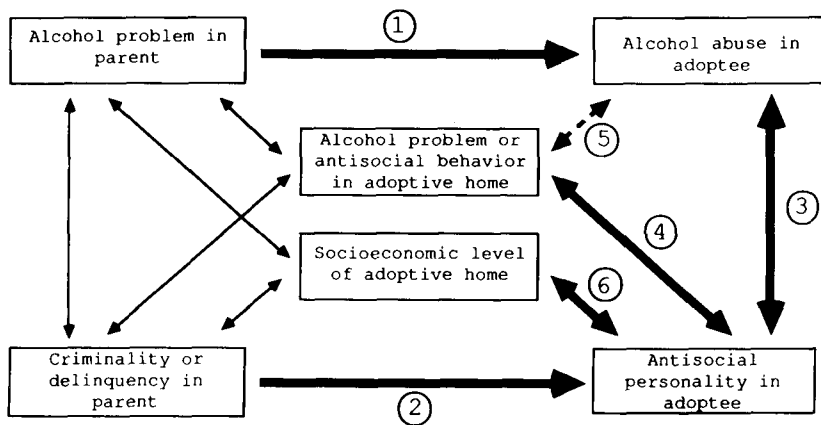 ①
Alcohol problem in
parent
Alcohol abuse in
adoptee
Alcohol problem or
antisocial behavior
in adoptive home
⑤
③
④
Socioeconomic level
of adoptive home
⑥
Criminality or
delinquency in
parent
②
Antisocial
personality in
adoptee